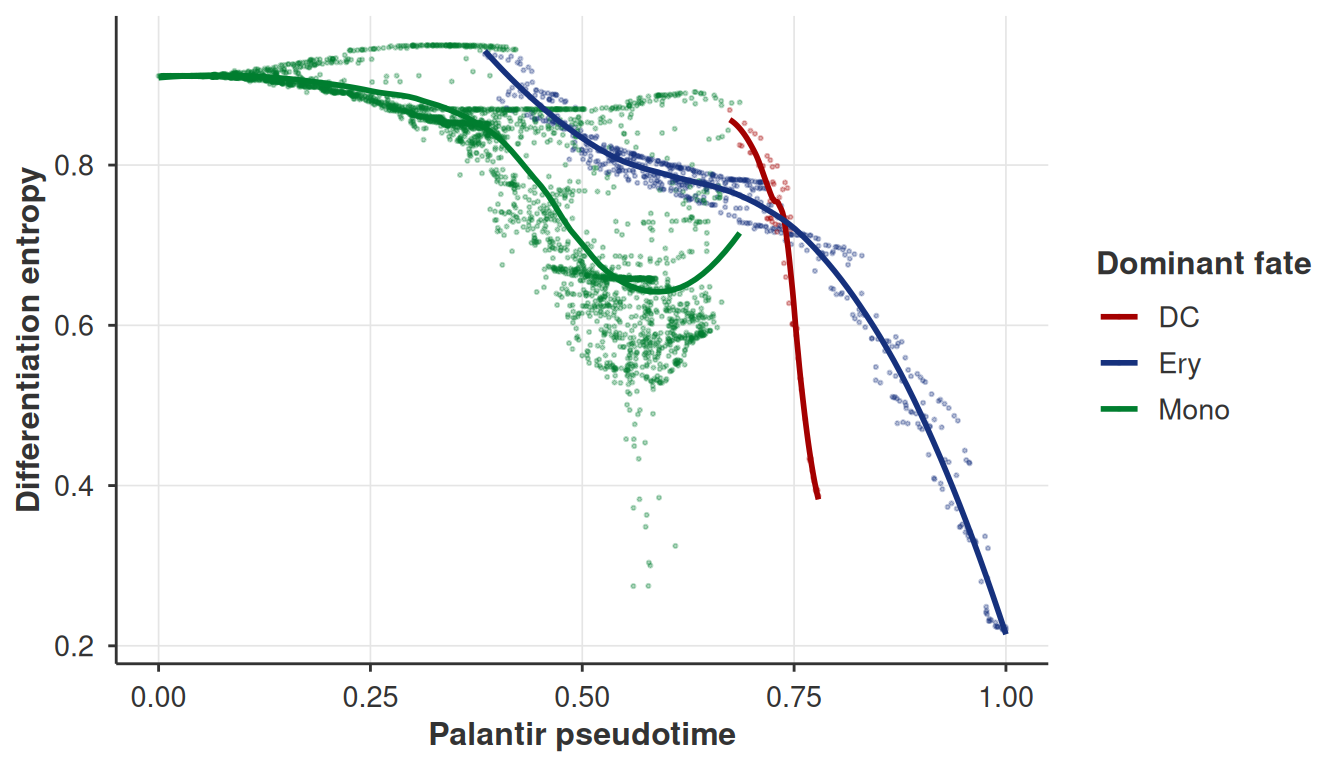 Differentiation entropy
0.8
0.6
0.4
0.2
0.00 0.25 0.50 0.75 1.00
Palantir pseudotime
Dominant fate
DC
Ery
Mono